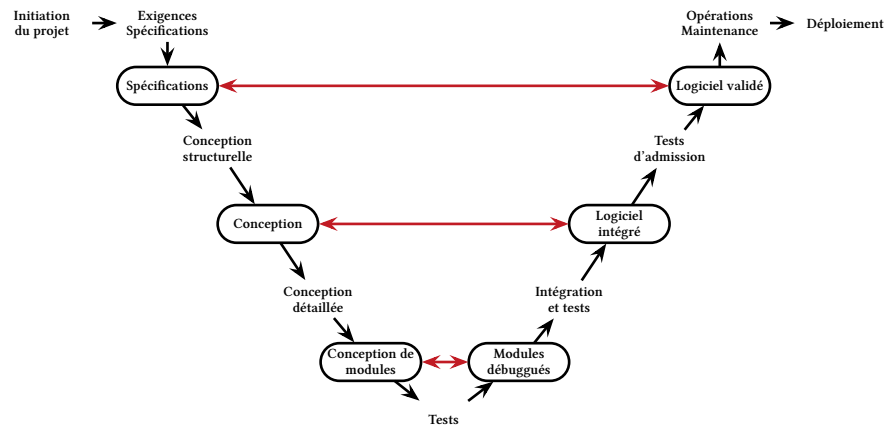 Initiation
du projet
Exigences
Spécifications
Opérations
Maintenance
Déploiement
Spécifications
Logiciel validé
Conception
structurelle
Tests
d'admission
Conception
Logiciel
intégré
Conception
détaillée
Intégration
et tests
Conception de
modules
Modules
débuggués
Tests